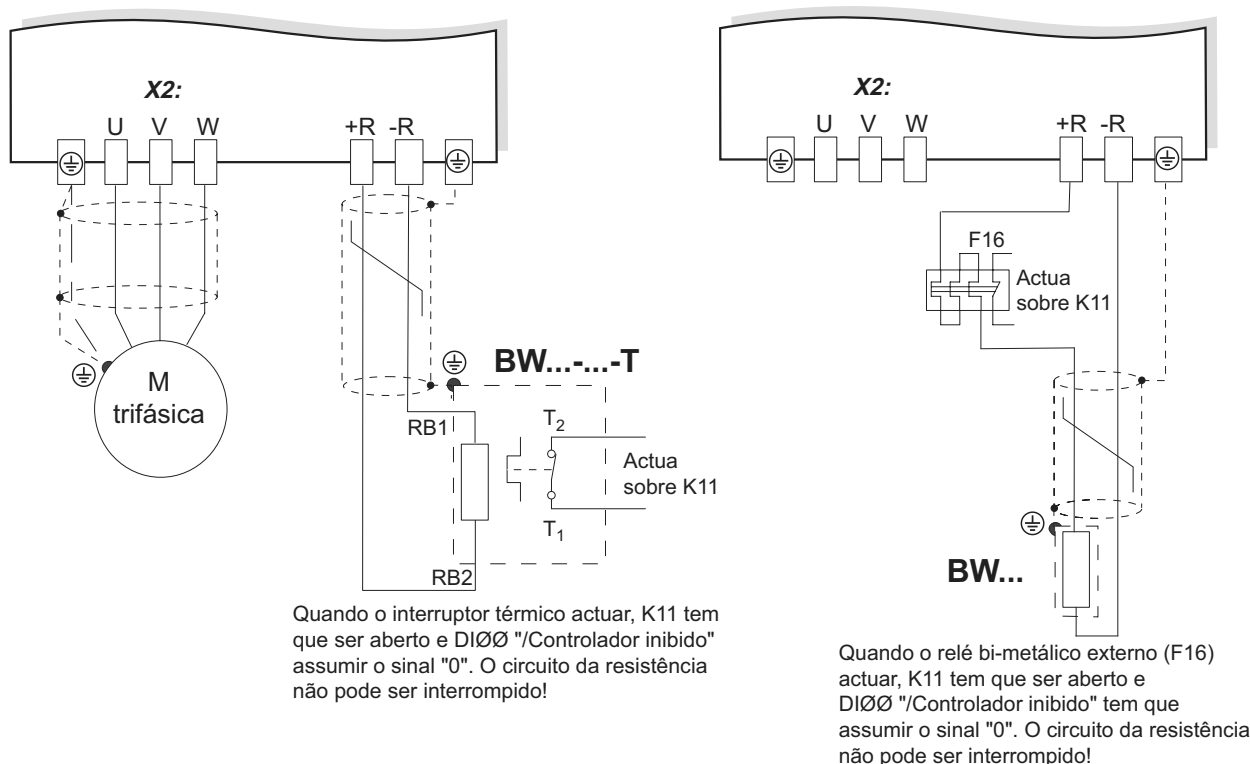 X2:
U V W
+R -R
M
trifásica
BW...-...-T
RB1
T2
Actua
sobre K11
T1
RB2
Quando o interruptor térmico actuar, K11 tem
que ser aberto e DIØØ "/Controlador inibido"
assumir o sinal "0". O circuito da resistência
não pode ser interrompido!
X2:
U V W
+R -R
F16
Actua
sobre K11
BW...
Quando o relé bi-metálico externo (F16)
actuar, K11 tem que ser aberto e
DIØØ "/Controlador inibido" tem que
assumir o sinal "0". O circuito da resistência
não pode ser interrompido!